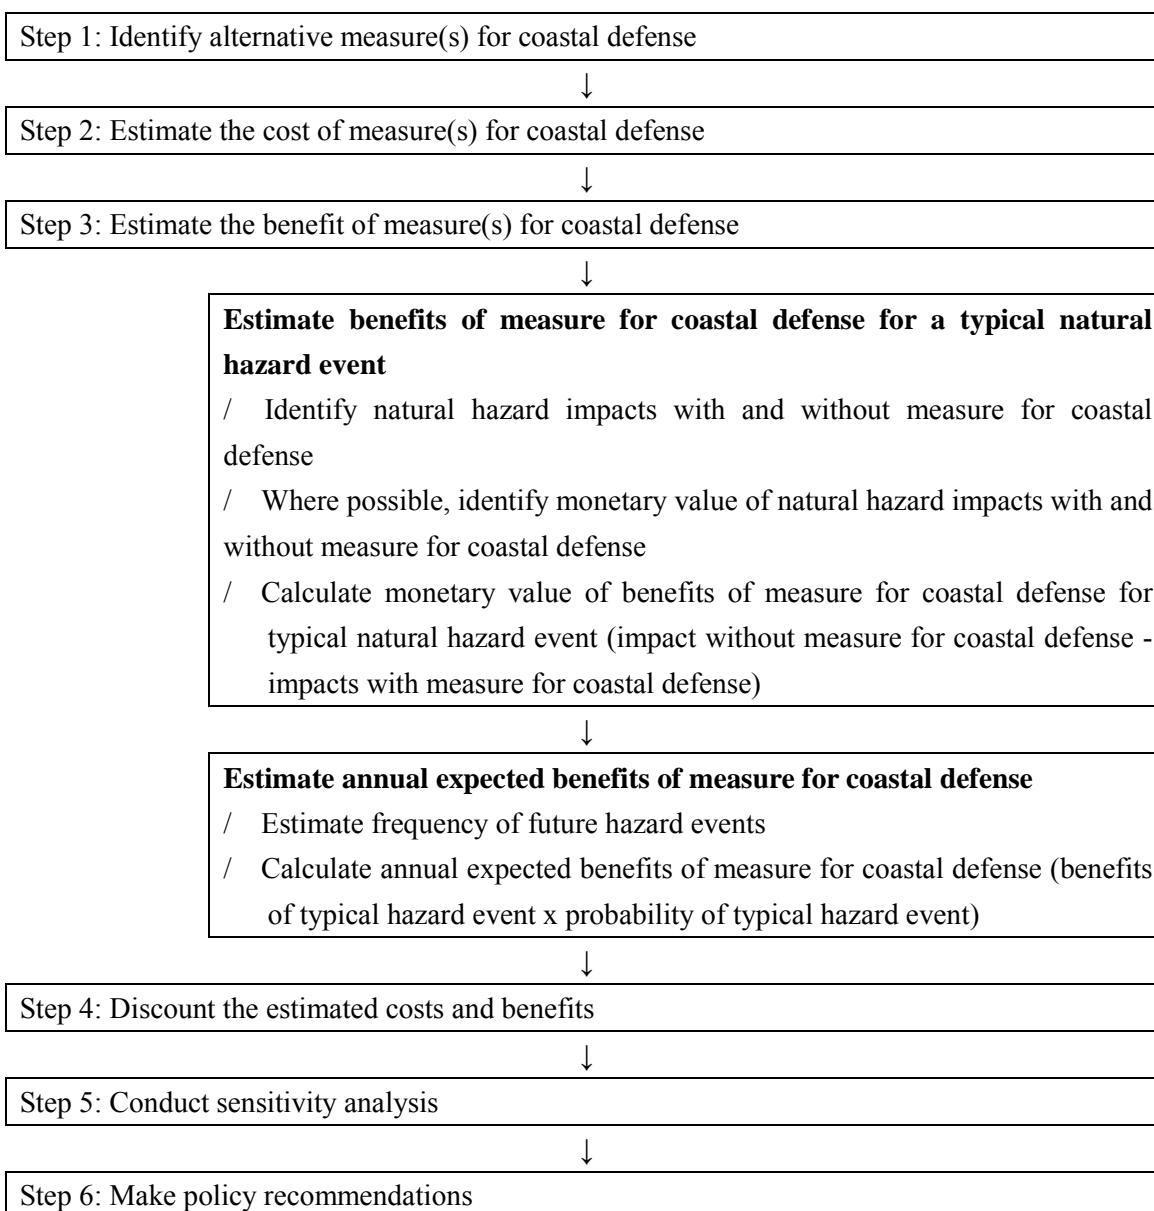 Step 1: Identify alternative measure(s) for coastal defense
↓
Step 2: Estimate the cost of measure(s) for coastal defense
↓
Step 3: Estimate the benefit of measure(s) for coastal defense
↓
Estimate benefits of measure for coastal defense for a typical natural
hazard event
/ Identify natural hazard impacts with and without measure for coastal
defense
/ Where possible, identify monetary value of natural hazard impacts with and
without measure for coastal defense
/ Calculate monetary value of benefits of measure for coastal defense for
typical natural hazard event (impact without measure for coastal defense -
impacts with measure for coastal defense)
↓
Estimate annual expected benefits of measure for coastal defense
/ Estimate frequency of future hazard events
/ Calculate annual expected benefits of measure for coastal defense (benefits
of typical hazard event x probability of typical hazard event)
↓
Step 4: Discount the estimated costs and benefits
↓
Step 5: Conduct sensitivity analysis
↓
Step 6: Make policy recommendations